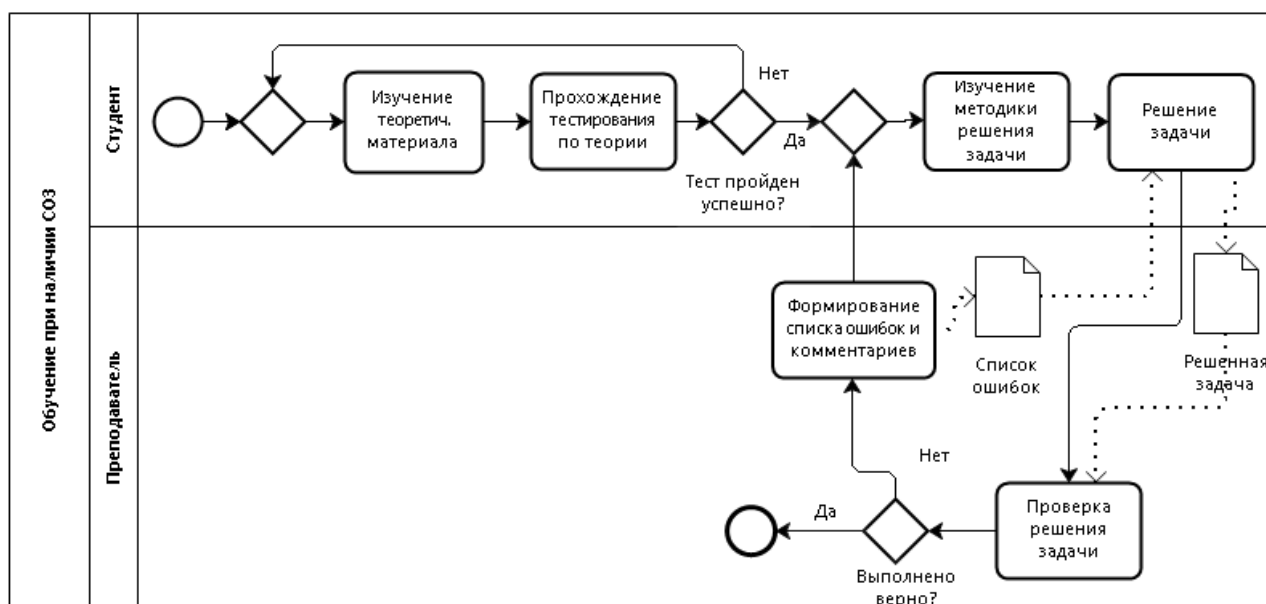 Обучение при наличии СОЗ
Студент
Преподаватель
Изучение
теоретич.
материала
Прохождение
тестирования
по теории
Нет
Да
Тест пройден
успешно?
Изучение
методики
решения
задачи
Решение
задачи
Формирование
списка ошибок и
комментариев
Список
ошибок
Решенная
задача
Нет
Да
Выполнено
верно?
Проверка
решения
задачи